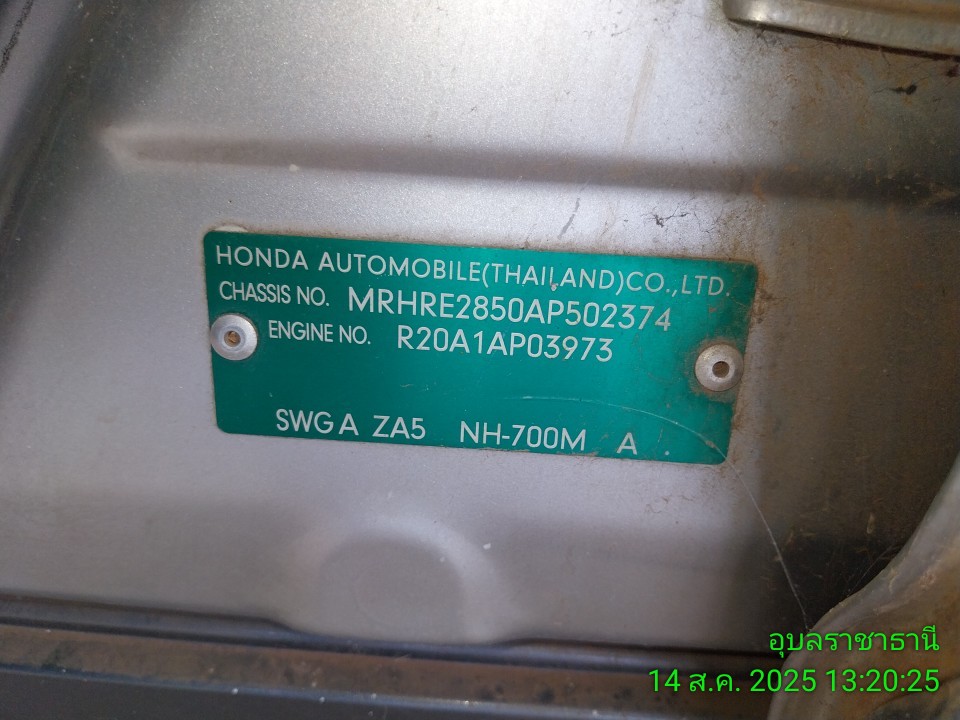 HONDA AUTOMOBILE(THAILAND)CO.,LTD.
CHASSIS NO. MRHRE2850AP502374
ENGINE NO. R20A1AP03973
SWGA ZA5 NH-700M A
อุบลราชธานี
14 ส.ค. 2025 13:20:25